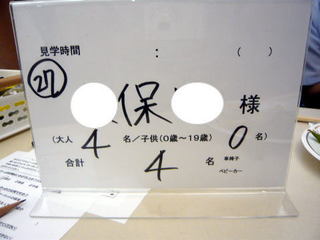 見学時間 : ( )
27
保 様
(大人 4 名/子供(0歳~19歳) 0 名)
合計 4 名 車椅子
ベビーカー